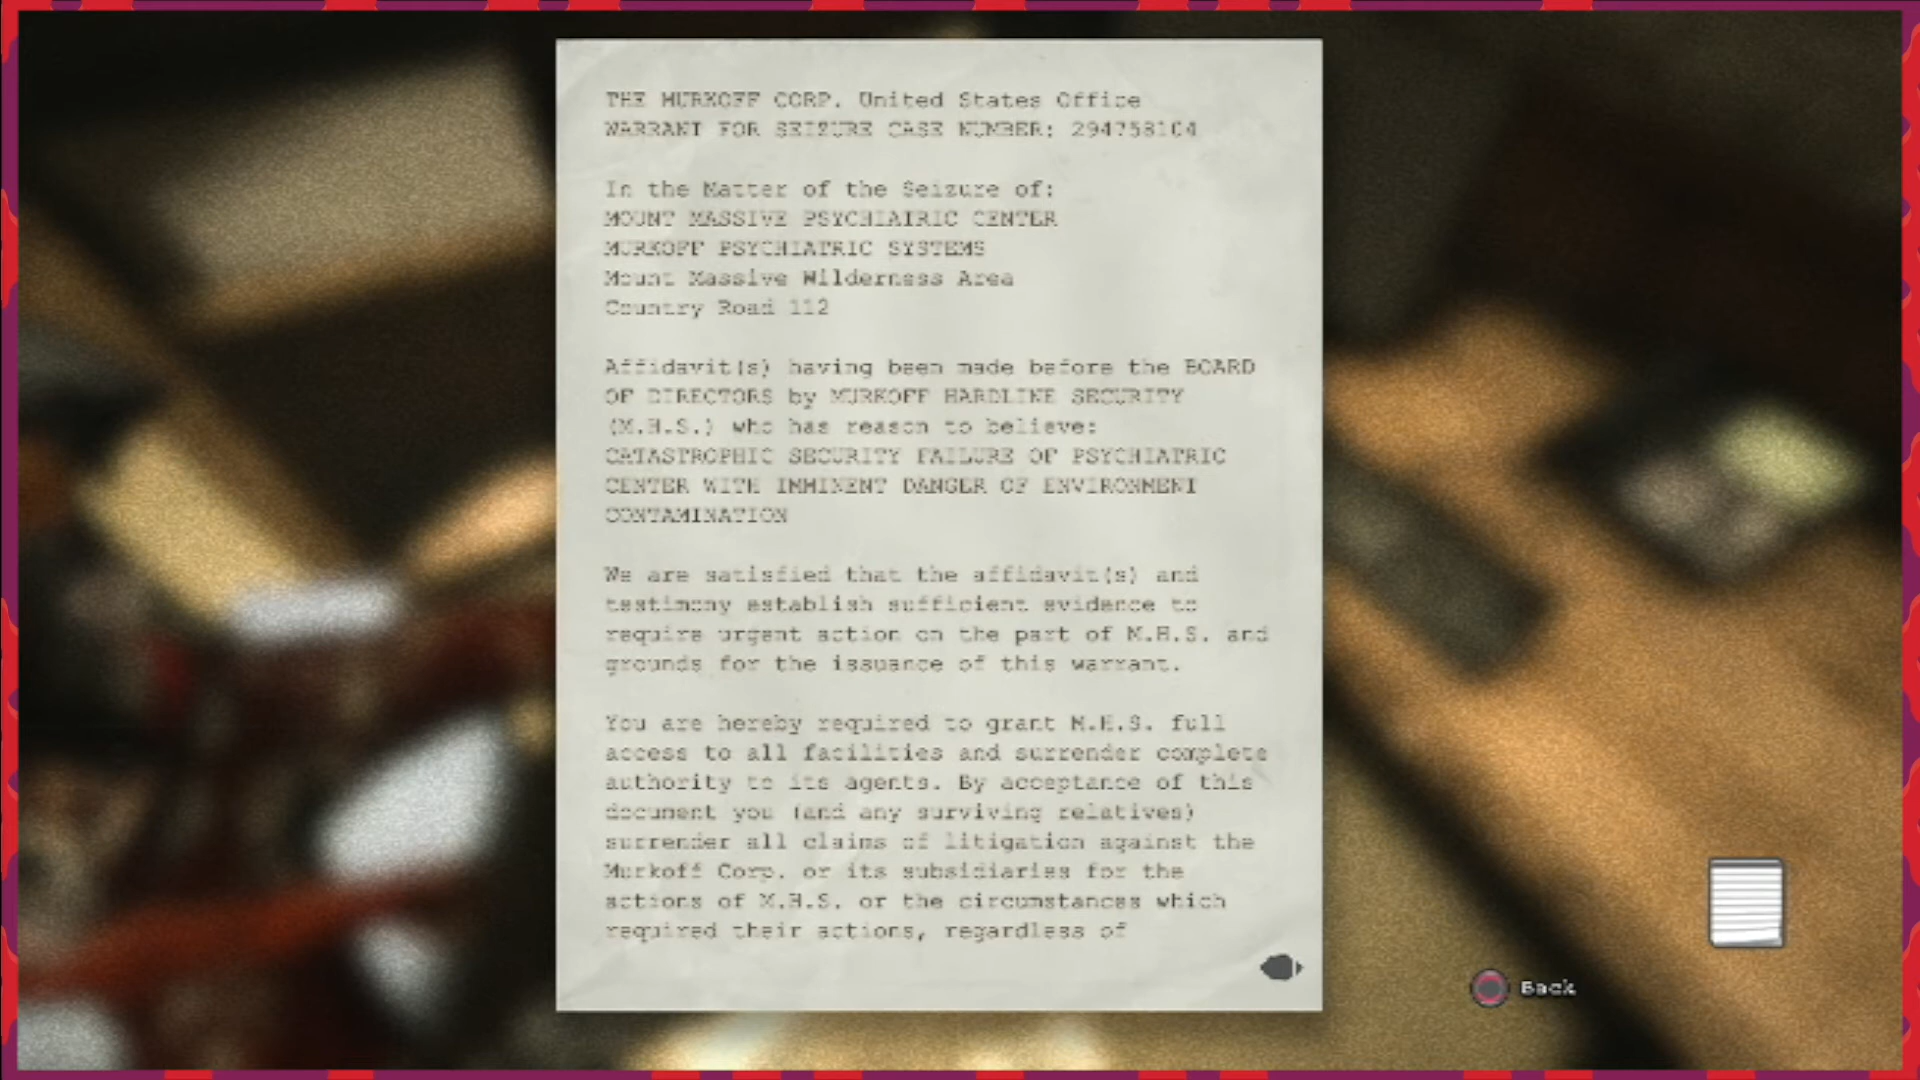 THE MURKOFF CORP. United States Office
WARRANT FOR SEIZURE CASE NUMBER: 294758104
In the Matter of the Seizure of:
MOUNT MASSIVE PSYCHIATRIC CENTER
MURKOFF PSYCHIATRIC SYSTEMS
Mount Massive Wilderness Area
Country Road 112
Affidavit(s) having been made before the BOARD
OF DIRECTORS by MURKOFF HARDLINE SECURITY
(M.H.S.) who has reason to believe:
CATASTROPHIC SECURITY FAILURE OF PSYCHIATRIC
CENTER WITH IMMINENT DANGER OF ENVIRONMENT
CONTAMINATION
We are satisfied that the affidavit(s) and
testimony establish sufficient evidence to
require urgent action on the part of M.H.S. and
grounds for the issuance of this warrant.
You are hereby required to grant M.H.S. full
access to all facilities and surrender complete
authority to its agents. By acceptance of this
document you (and any surviving relatives)
surrender all claims of litigation against the
Murkoff Corp. or its subsidiaries for the
actions of M.H.S. or the circumstances which
required their actions, regardless of
Back